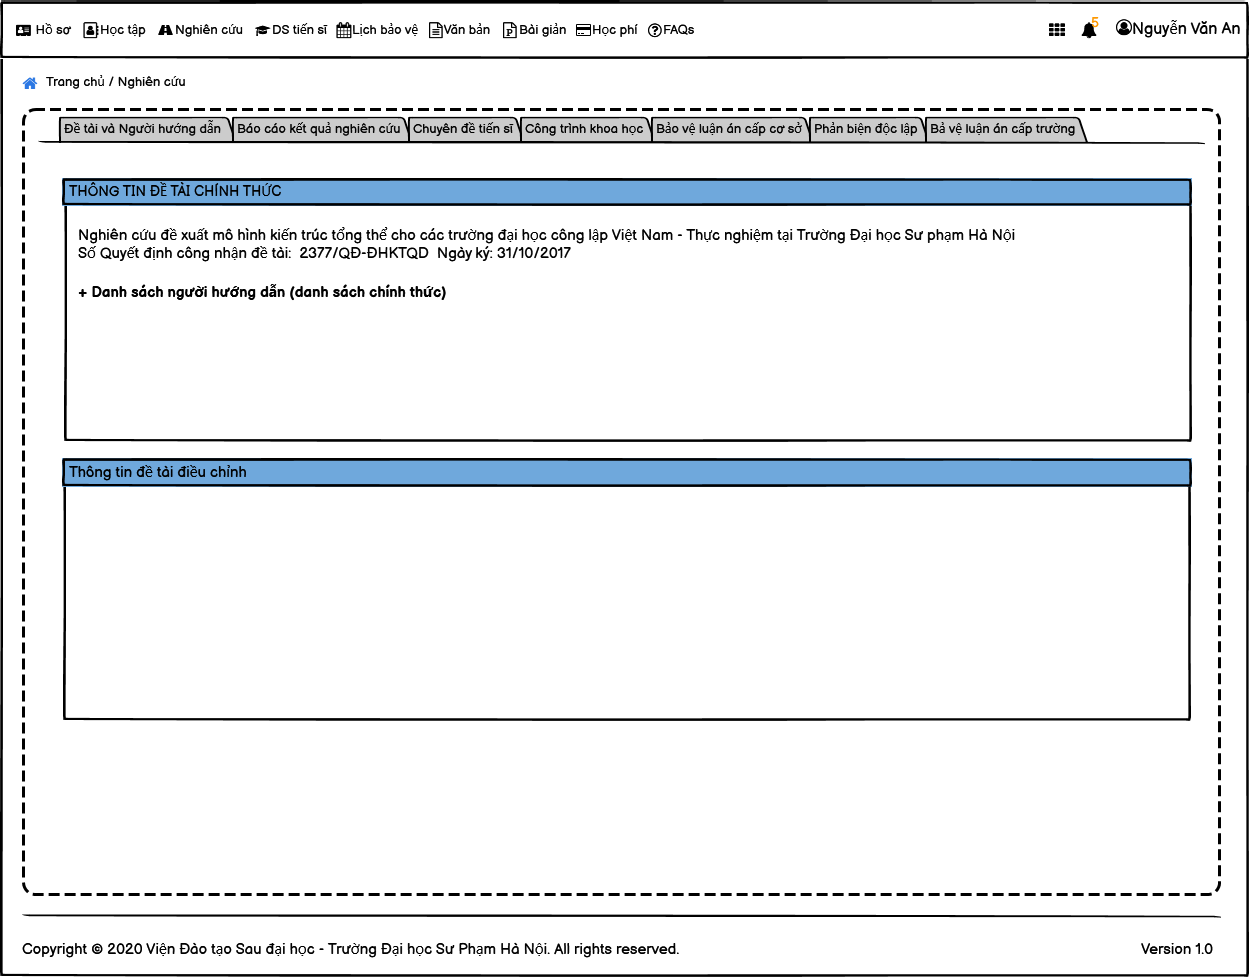 Hồ sơ Học tập Nghiên cứu DS tiến sĩ Lịch bảo vệ Văn bản Bài giản Học phí FAQs 5 Nguyễn Văn An
Trang chủ / Nghiên cứu
Đề tài và Người hướng dẫn Báo cáo kết quả nghiên cứu Chuyên đề tiến sĩ Công trình khoa học Bảo vệ luận án cấp cơ sở Phản biện độc lập Bả vệ luận án cấp trường
THÔNG TIN ĐỀ TÀI CHÍNH THỨC
Nghiên cứu đề xuất mô hình kiến trúc tổng thể cho các trường đại học công lập Việt Nam - Thực nghiệm tại Trường Đại học Sư phạm Hà Nội
Số Quyết định công nhận đề tài: 2377/QĐ-ĐHKTQD Ngày ký: 31/10/2017
+ Danh sách người hướng dẫn (danh sách chính thức)
Thông tin đề tài điều chỉnh
Copyright © 2020 Viện Đào tạo Sau đại học - Trường Đại học Sư Phạm Hà Nội. All rights reserved. Version 1.0